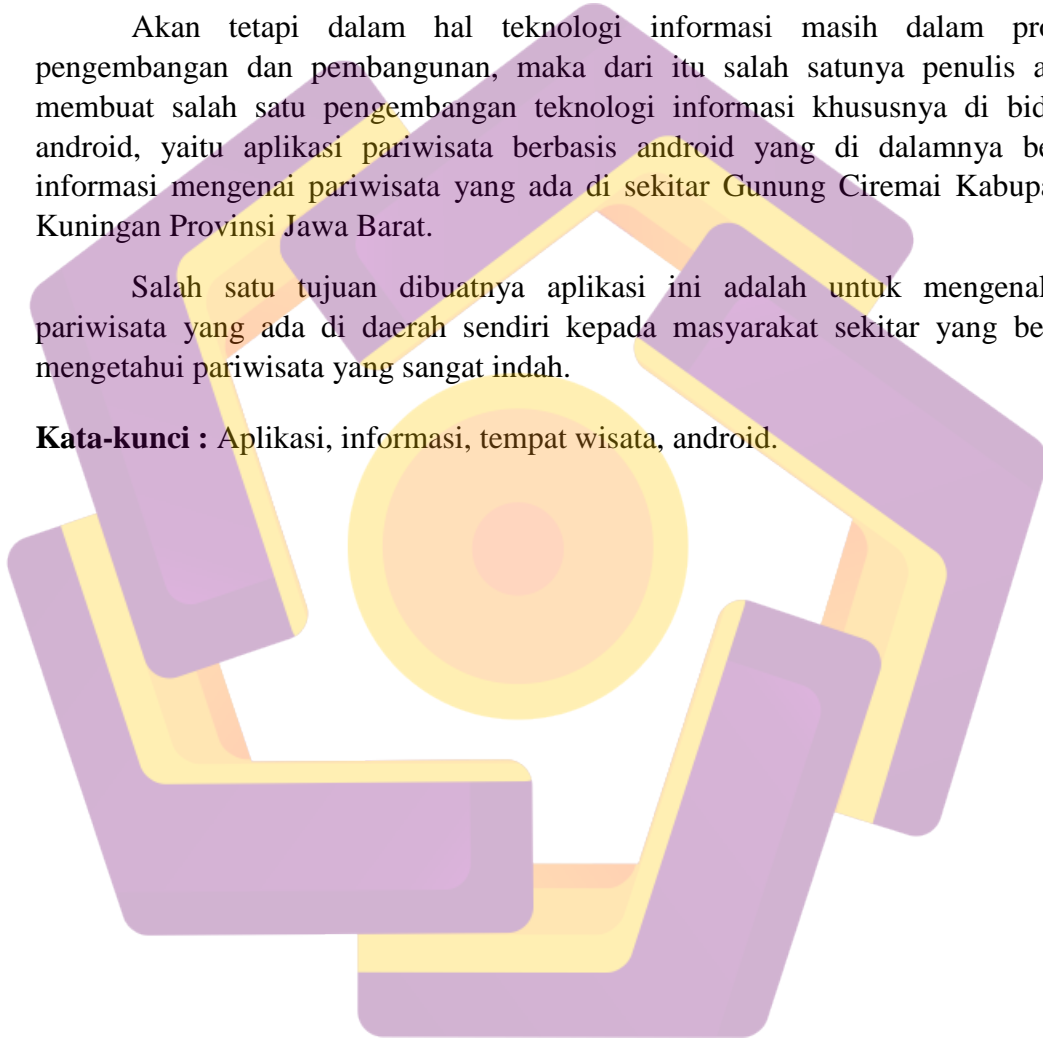 Akan tetapi dalam hal teknologi informasi masih dalam pro
pengembangan dan pembangunan, maka dari itu salah satunya penulis a
membuat salah satu pengembangan teknologi informasi khususnya di bid
android, yaitu aplikasi pariwisata berbasis android yang di dalamnya be
informasi mengenai pariwisata yang ada di sekitar Gunung Ciremai Kabupa
Kuningan Provinsi Jawa Barat.
Salah satu tujuan dibuatnya aplikasi ini adalah untuk mengenal
pariwisata yang ada di daerah sendiri kepada masyarakat sekitar yang be
mengetahui pariwisata yang sangat indah.
Kata-kunci : Aplikasi, informasi, tempat wisata, android.